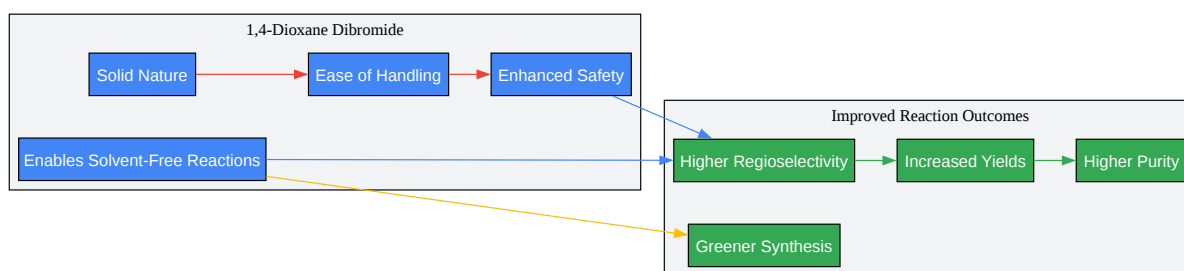 1,4-Dioxane Dibromide
Solid Nature
Ease of Handling
Enhanced Safety
Enables Solvent-Free Reactions
Improved Reaction Outcomes
Higher Regioselectivity
Increased Yields
Higher Purity
Greener Synthesis